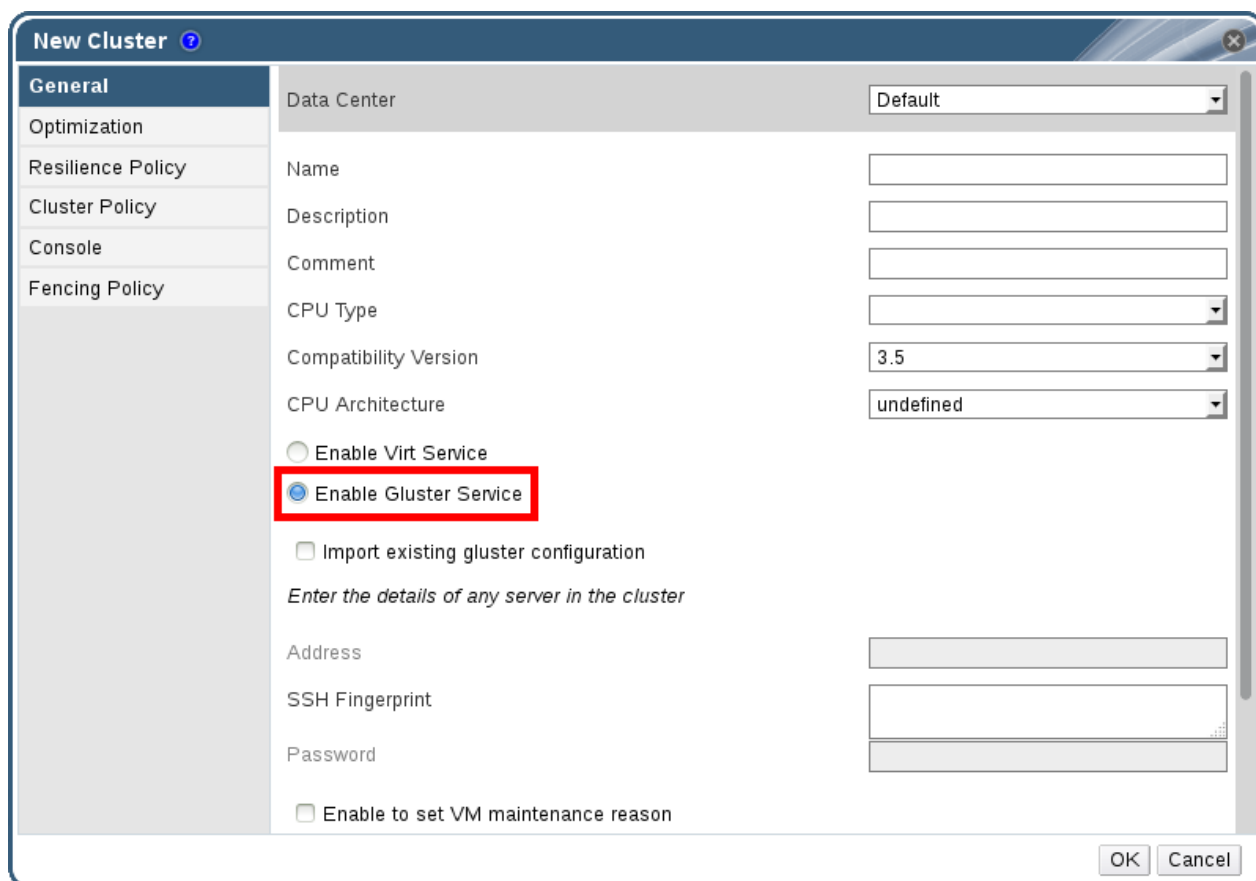 New Cluster ?
General
Optimization
Resilience Policy
Cluster Policy
Console
Fencing Policy
Data Center Default
Name
Description
Comment
CPU Type
Compatibility Version 3.5
CPU Architecture undefined
Enable Virt Service
Enable Gluster Service
Import existing gluster configuration
Enter the details of any server in the cluster
Address
SSH Fingerprint
Password
Enable to set VM maintenance reason
OK Cancel